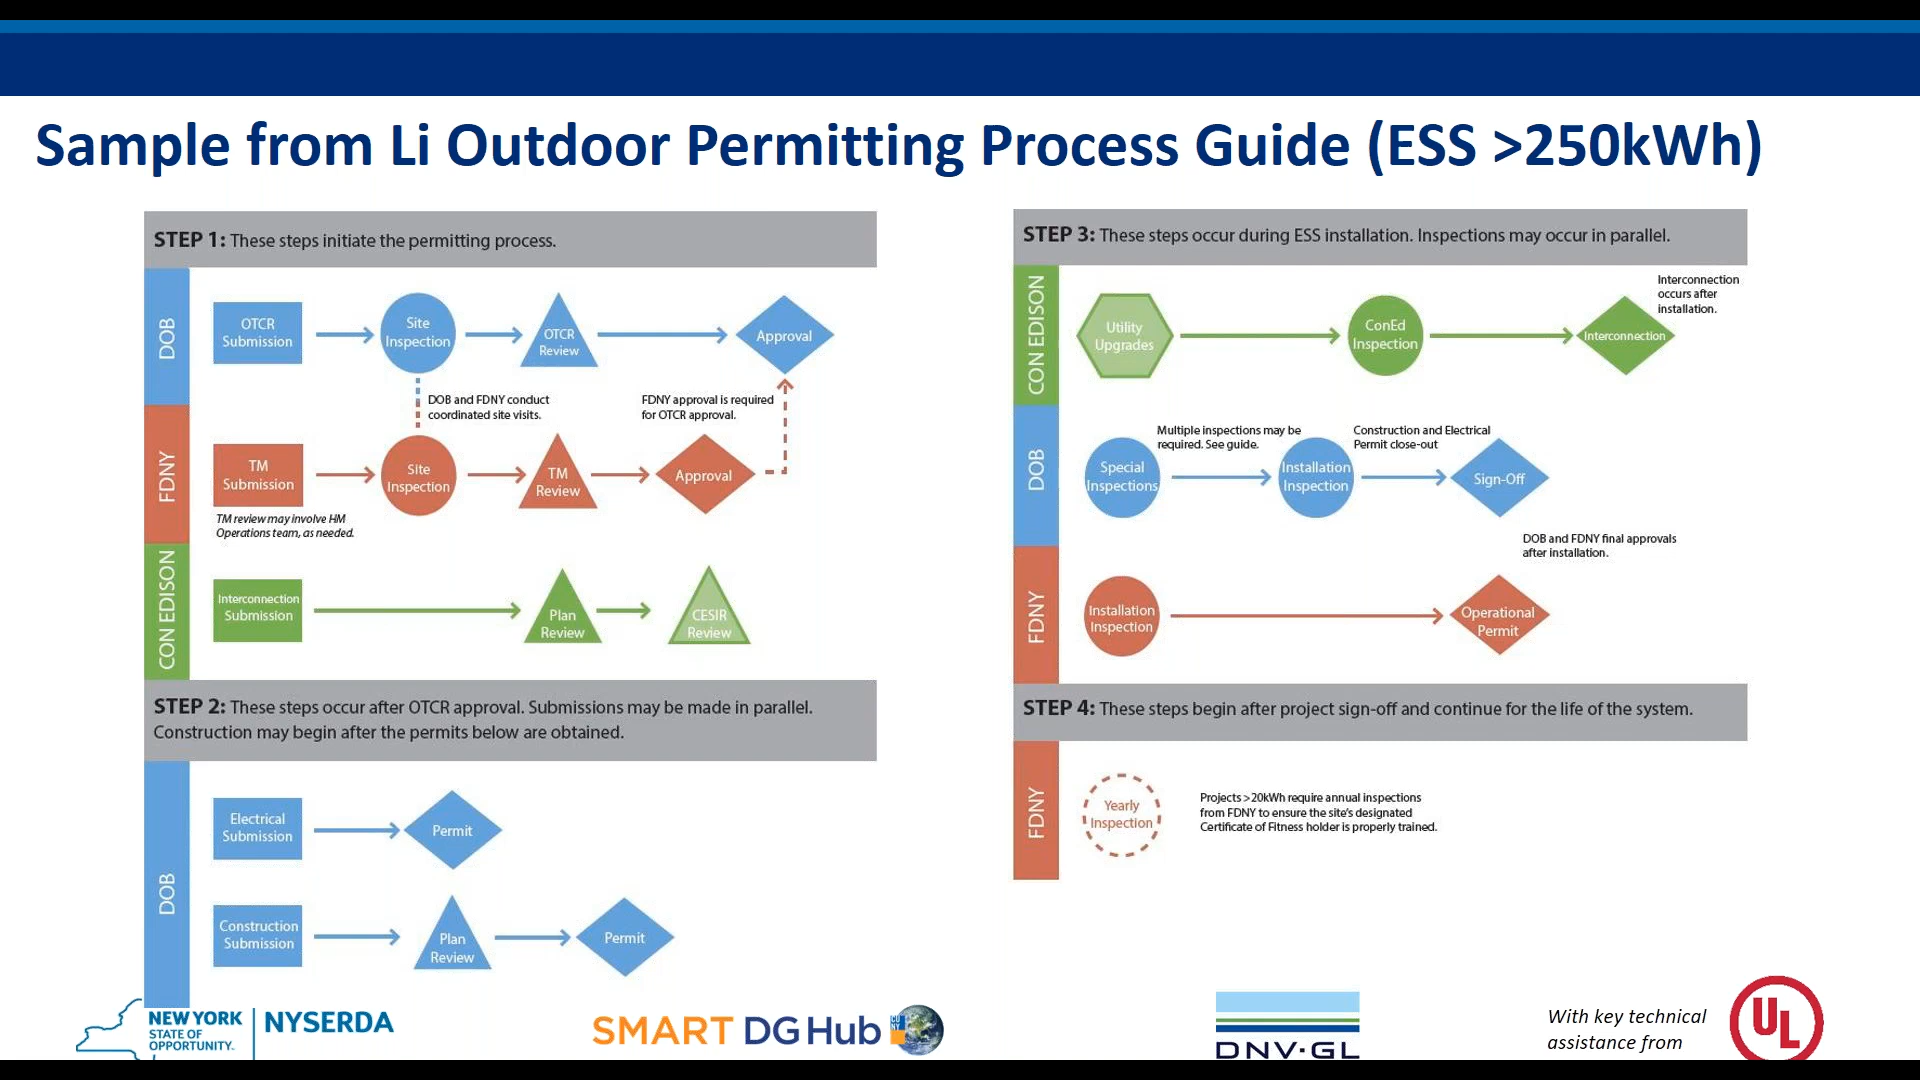 Sample from Li Outdoor Permitting Process Guide (ESS >250kWh)
STEP 1: These steps initiate the permitting process.
DOB
OTCR
Submission
Site
Inspection
OTCR
Review
Approval
DOB and FDNY conduct
coordinated site visits.
FDNY approval is required
for OTCR approval.
FDNY
TM
Submission
Site
Inspection
TM
Review
Approval
TM review may involve HM
Operations team, as needed.
CON EDISON
Interconnection
Submission
Plan
Review
CESIR
Review
STEP 2: These steps occur after OTCR approval. Submissions may be made in parallel.
Construction may begin after the permits below are obtained.
DOB
Electrical
Submission
Permit
Construction
Submission
Plan
Review
Permit
STEP 3: These steps occur during ESS installation. Inspections may occur in parallel.
CON EDISON
Utility
Upgrades
ConEd
Inspection
Interconnection
Interconnection
occurs after
installation.
DOB
Special
Inspections
Multiple inspections may be
required. See guide.
Installation
Inspection
Construction and Electrical
Permit close-out
Sign-Off
DOB and FDNY final approvals
after installation.
FDNY
Installation
Inspection
Operational
Permit
STEP 4: These steps begin after project sign-off and continue for the life of the system.
FDNY
Yearly
Inspection
Projects >20kWh require annual inspections
from FDNY to ensure the site's designated
Certificate of Fitness holder is properly trained.
NEW YORK
STATE OF
OPPORTUNITY.
NYSERDA
SMART DG Hub
CUNY
DNV·GL
With key technical
assistance from
UL